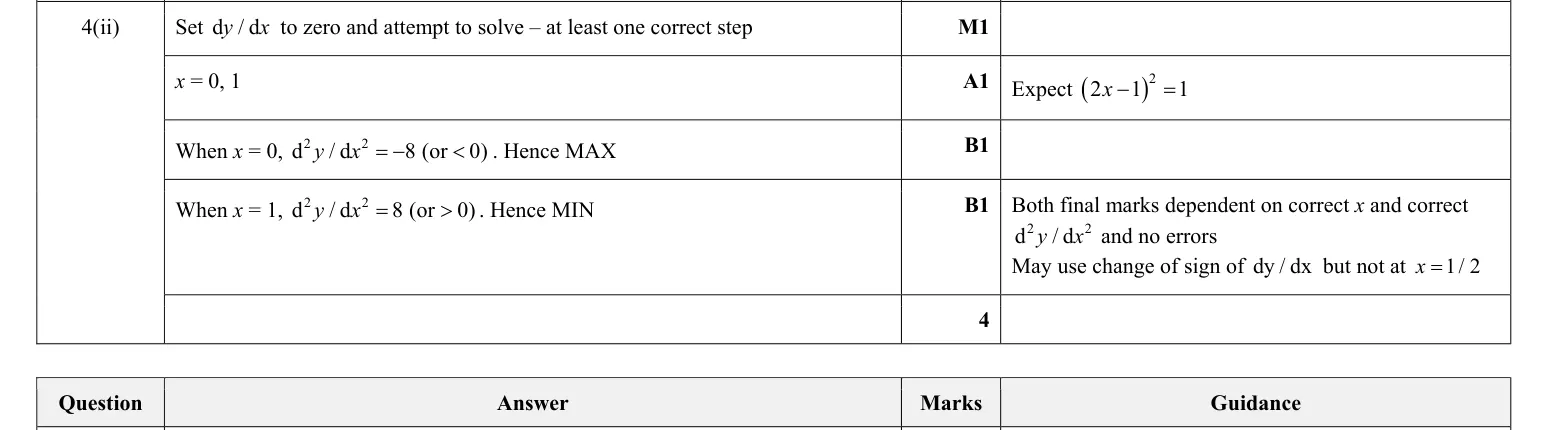 4(ii) Set dy / dx to zero and attempt to solve – at least one correct step M1
x = 0, 1 A1 Expect (2x − 1)² = 1
When x = 0, d²y / dx² = −8 (or < 0) . Hence MAX B1
When x = 1, d²y / dx² = 8 (or > 0) . Hence MIN B1 Both final marks dependent on correct x and correct
d²y / dx² and no errors
May use change of sign of dy / dx but not at x = 1 / 2
4
Question Answer Marks Guidance